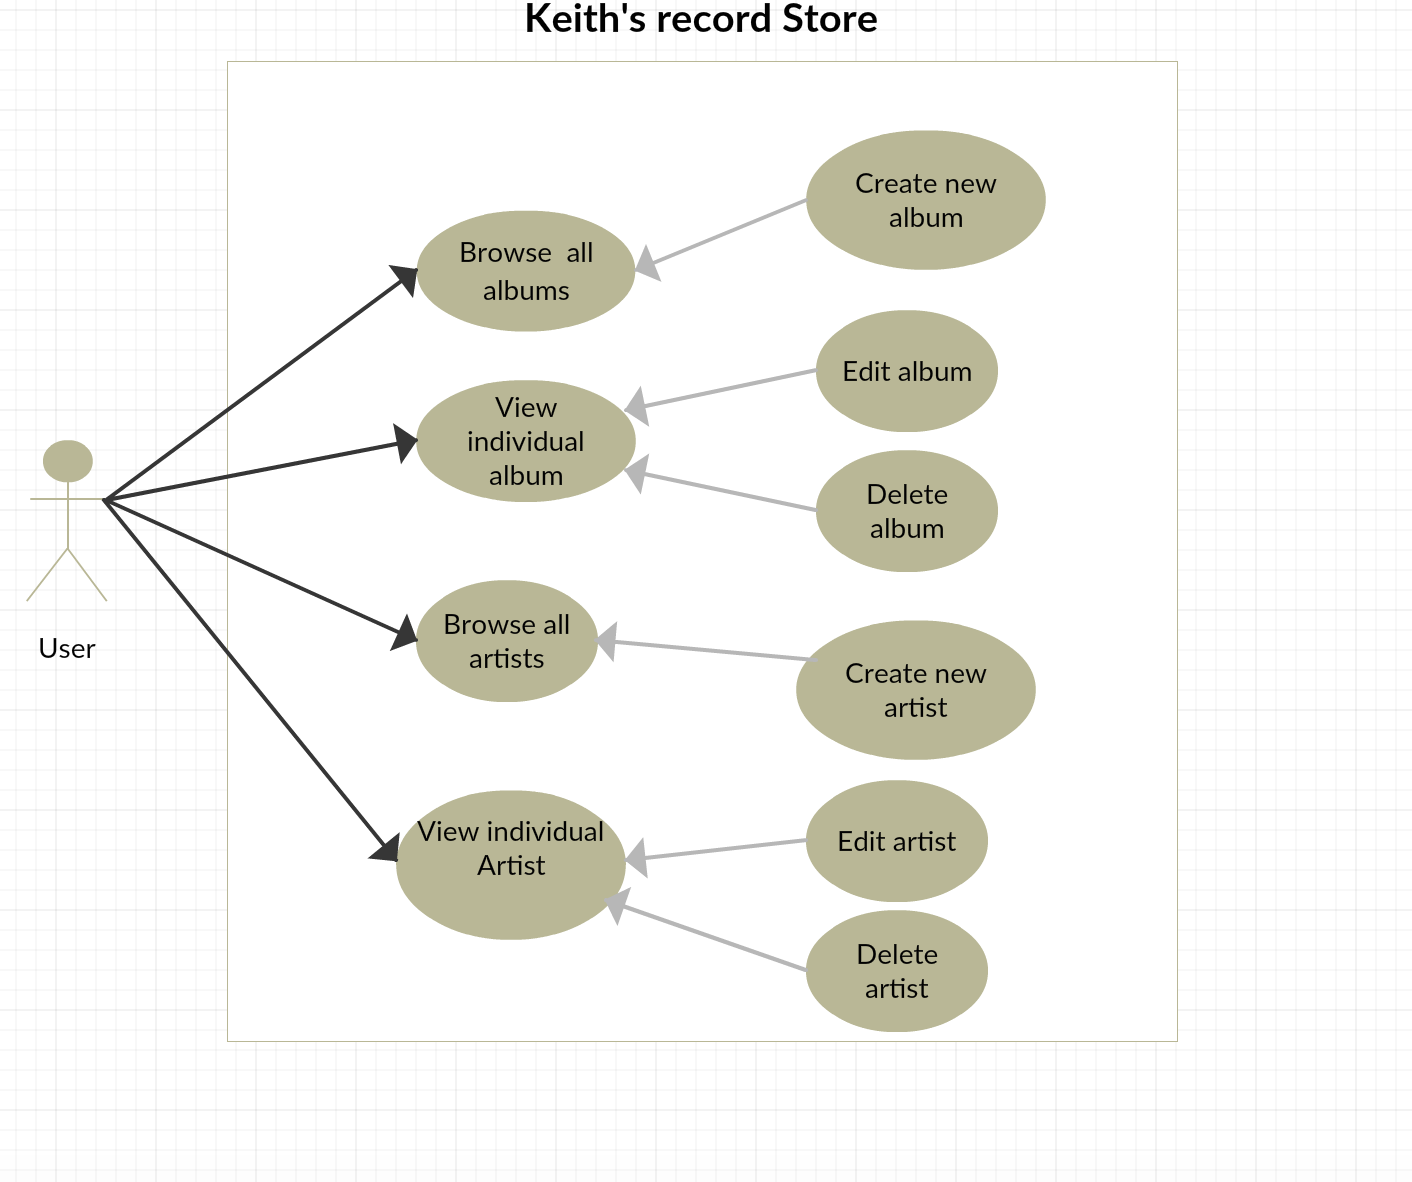 Keith's record Store
Create new
album
Browse  all
albums
Edit album
View
individual
album
Delete
album
User
Browse all
artists
Create new
artist
View individual
Artist
Edit artist
Delete
artist